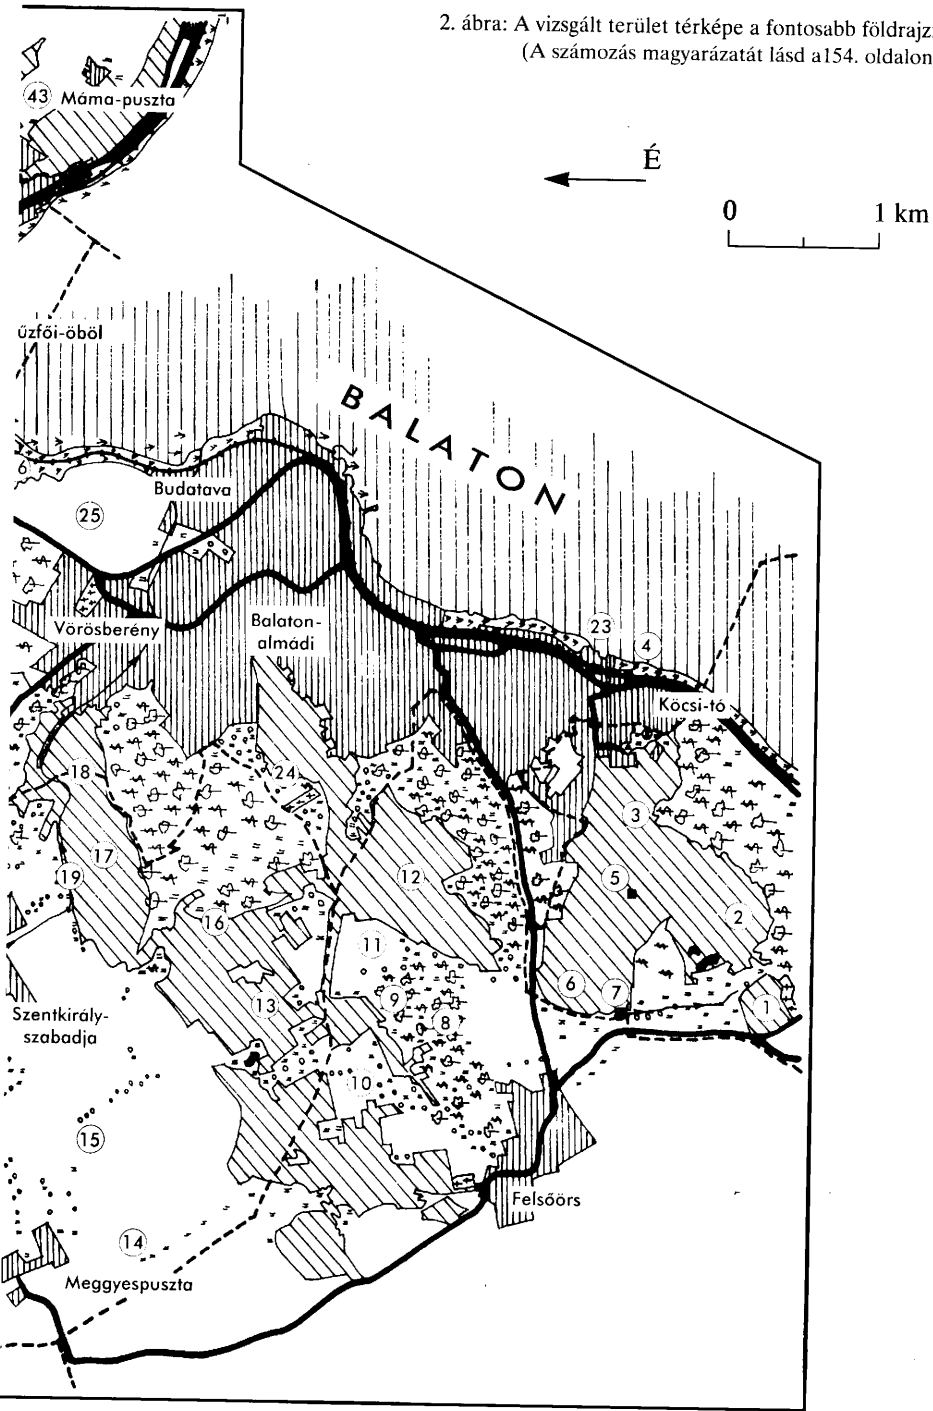 2. ábra: A vizsgált terület térképe a fontosabb földrajz
(A számozás magyarázatát lásd a154. oldalon
43
Máma-puszta
É
0 1 km
űzfői-öböl
BALATON
6
Budatava
25
Vörösberény
Balaton-
almádi
23
4
Köcsi-tó
18
24
3
17
19
12
5
16
2
11
6
7
1
13
9
8
Szentkirály-
szabadja
10
15
Felsőörs
14
Meggyespuszta